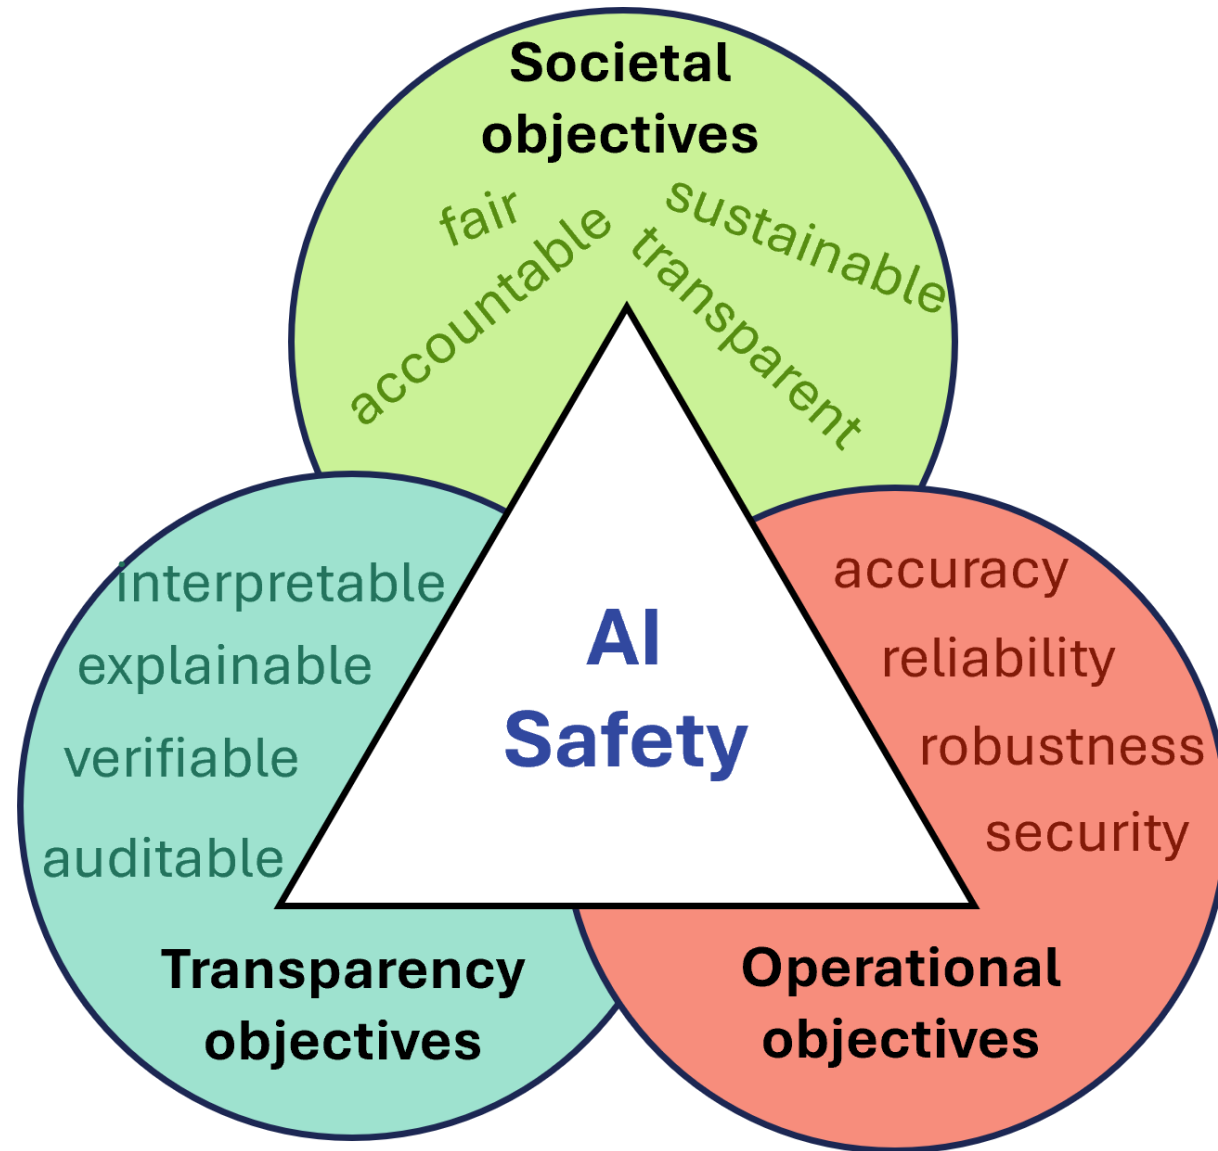 Societal
objectives
fair
accountable
sustainable
transparent
interpretable
explainable
verifiable
auditable
AI
Safety
accuracy
reliability
robustness
security
Transparency
objectives
Operational
objectives